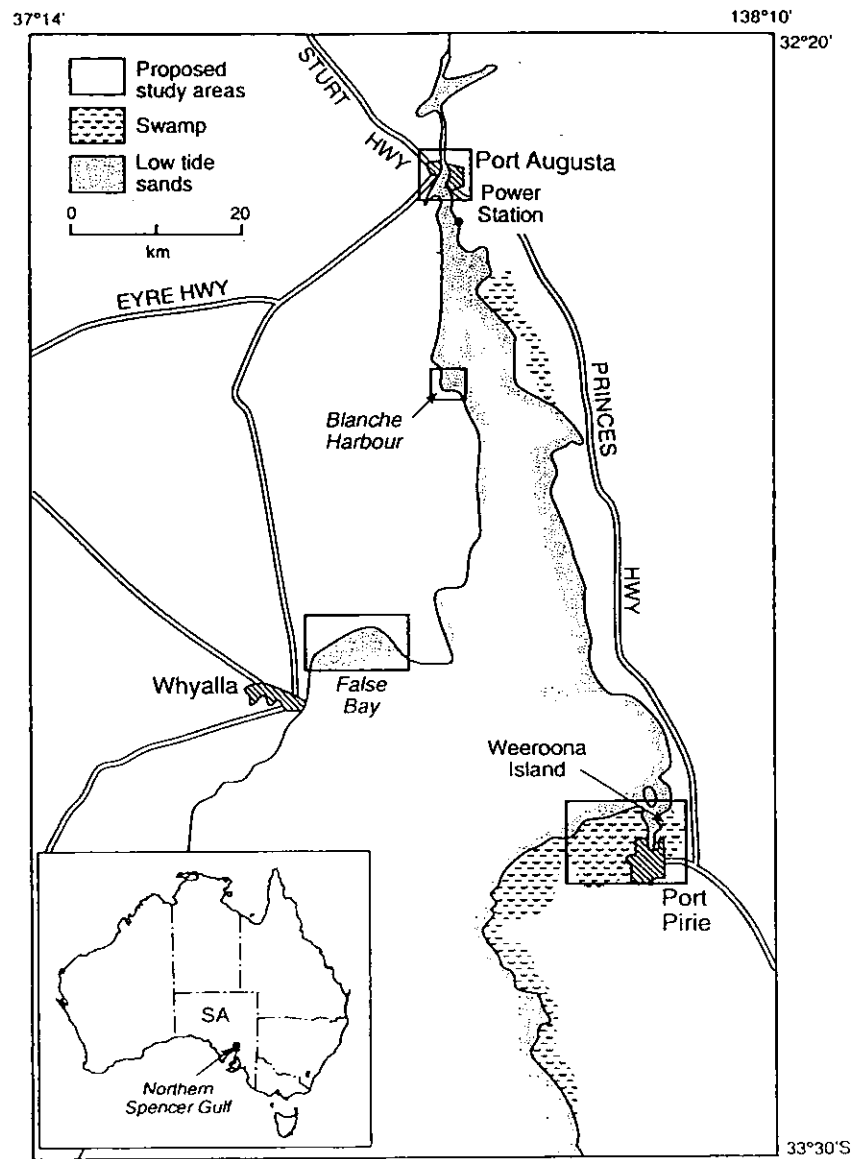 37°14'
138°10'
32°20'
Proposed
study areas
Swamp
Low tide
sands
0 20
km
STURT
HWY
Port Augusta
Power
Station
EYRE HWY
PRINCES
HWY
Blanche
Harbour
Whyalla
False
Bay
Weeroona
Island
Port
Pirie
SA
Northern
Spencer Gulf
33°30'S